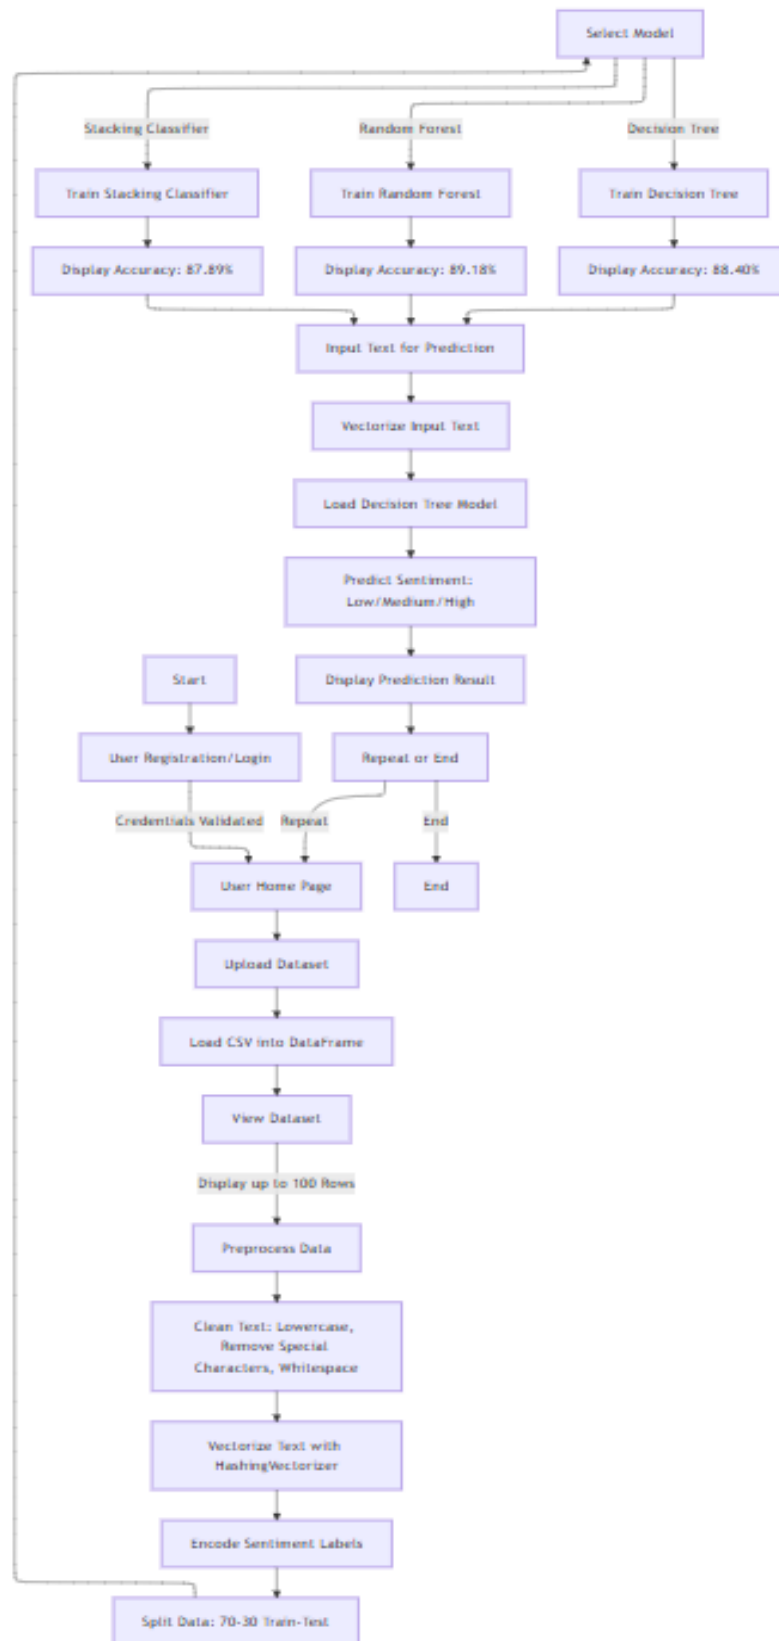 Select Model
Stacking Classifier
Random Forest
Decision Tree
Train Stacking Classifier
Train Random Forest
Train Decision Tree
Display Accuracy: 87.89%
Display Accuracy: 89.18%
Display Accuracy: 88.40%
Input Text for Prediction
Vectorize Input Text
Load Decision Tree Model
Predict Sentiment:
Low/Medium/High
Start
Display Prediction Result
User Registration/Login
Repeat or End
Credentials Validated
Repeat
End
User Home Page
End
Upload Dataset
Load CSV into DataFrame
View Dataset
Display up to 100 Rows
Preprocess Data
Clean Text: Lowercase,
Remove Special
Characters, Whitespace
Vectorize Text with
HashingVectorizer
Encode Sentiment Labels
Split Data: 70-30 Train-Test